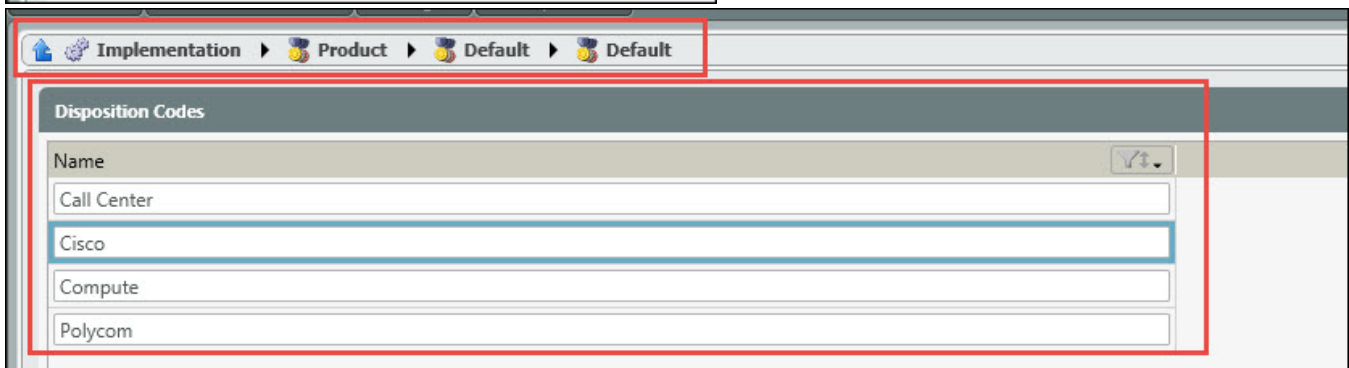 Implementation Product Default Default
Disposition Codes
Name
Call Center
Cisco
Compute
Polycom